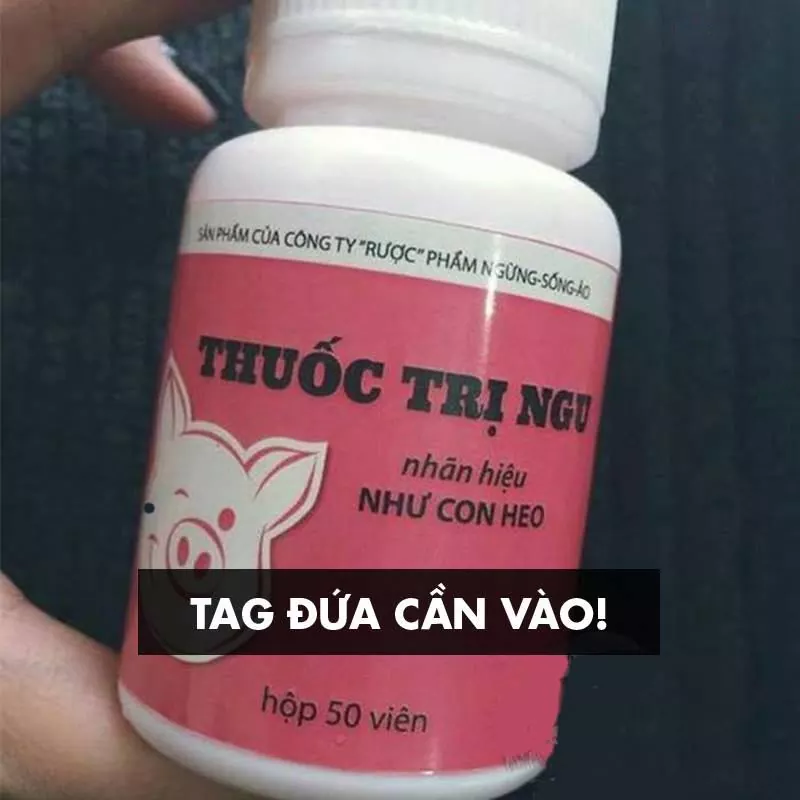 SẢN PHẨM CỦA CÔNG TY "RƯỢC" PHẨM NGỪNG-SỐNG-ẢO
THUỐC TRỊ NGU
nhãn hiệu
NHƯ CON HEO
TAG ĐỨA CẦN VÀO!
hộp 50 viên